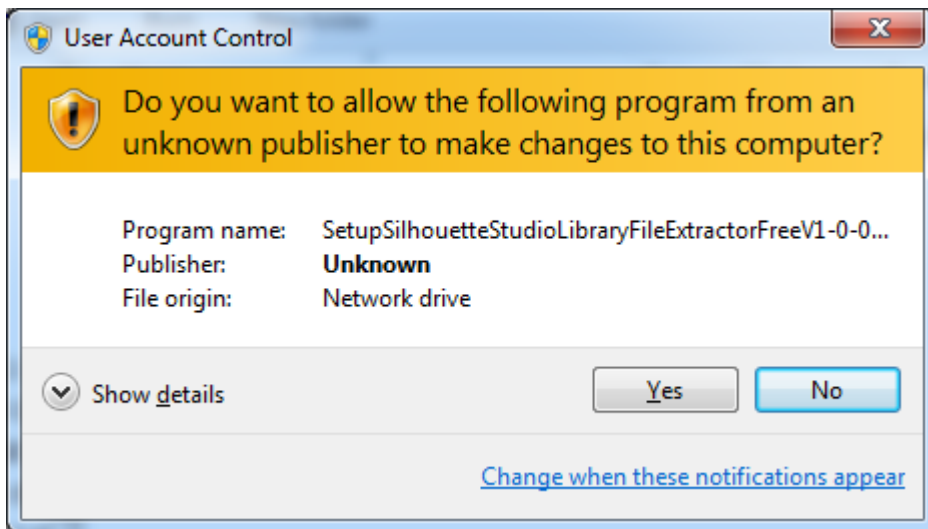 User Account Control
Do you want to allow the following program from an
unknown publisher to make changes to this computer?
Program name: SetupSilhouetteStudioLibraryFileExtractorFreeV1-0-0...
Publisher: Unknown
File origin: Network drive
Show details
Yes
No
Change when these notifications appear